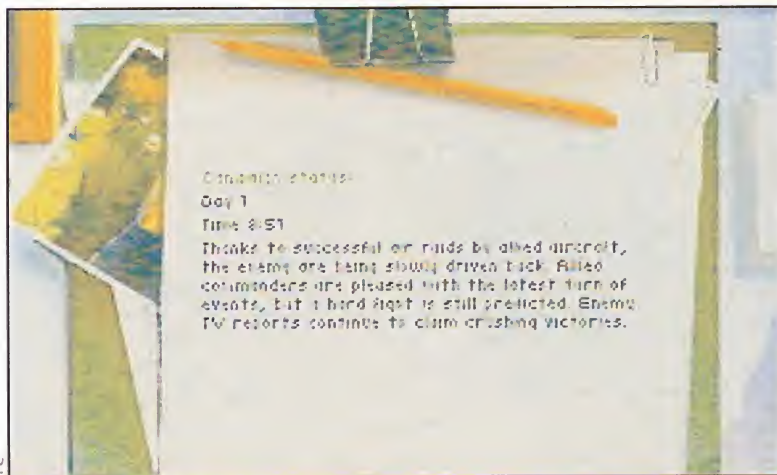 Campaign status:
Day 1
Time 8:51
Thanks to successful air raids by allied aircraft,
the enemy are being slowly driven back. Allied
commanders are pleased with the latest turn of
events, but a hard fight is still predicted. Enemy
TV reports continue to claim crushing victories.